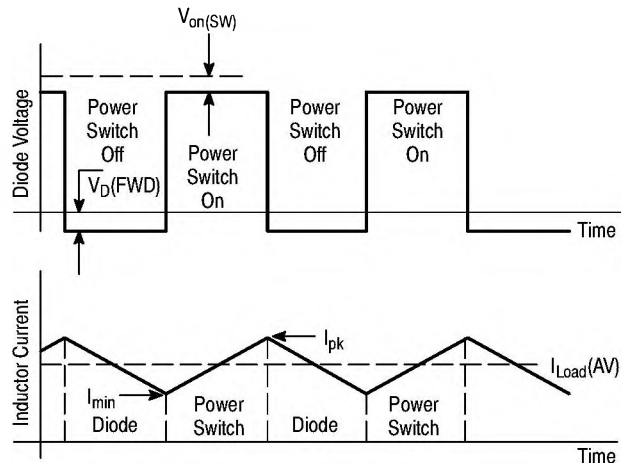 Von(SW)
Diode Voltage
Power
Switch
Off
Power
Switch
On
Power
Switch
Off
Power
Switch
On
VD(FWD)
Time
Inductor Current
Ipk
ILoad(AV)
Imin
Diode
Power
Switch
Diode
Power
Switch
Time